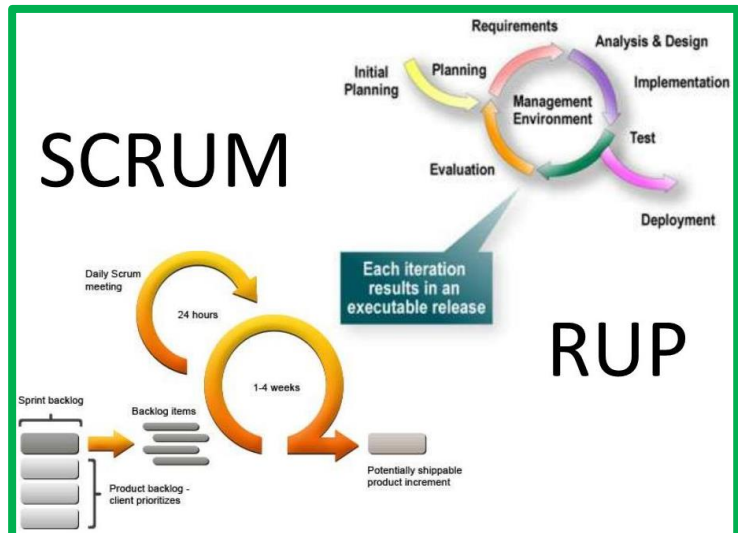 SCRUM
Requirements
Analysis & Design
Initial
Planning
Planning
Implementation
Management
Environment
Test
Evaluation
Deployment
Each iteration
results in an
executable release
RUP
Daily Scrum
meeting
24 hours
1-4 weeks
Sprint backlog
Backlog items
Product backlog -
client prioritizes
Potentially shippable
product increment